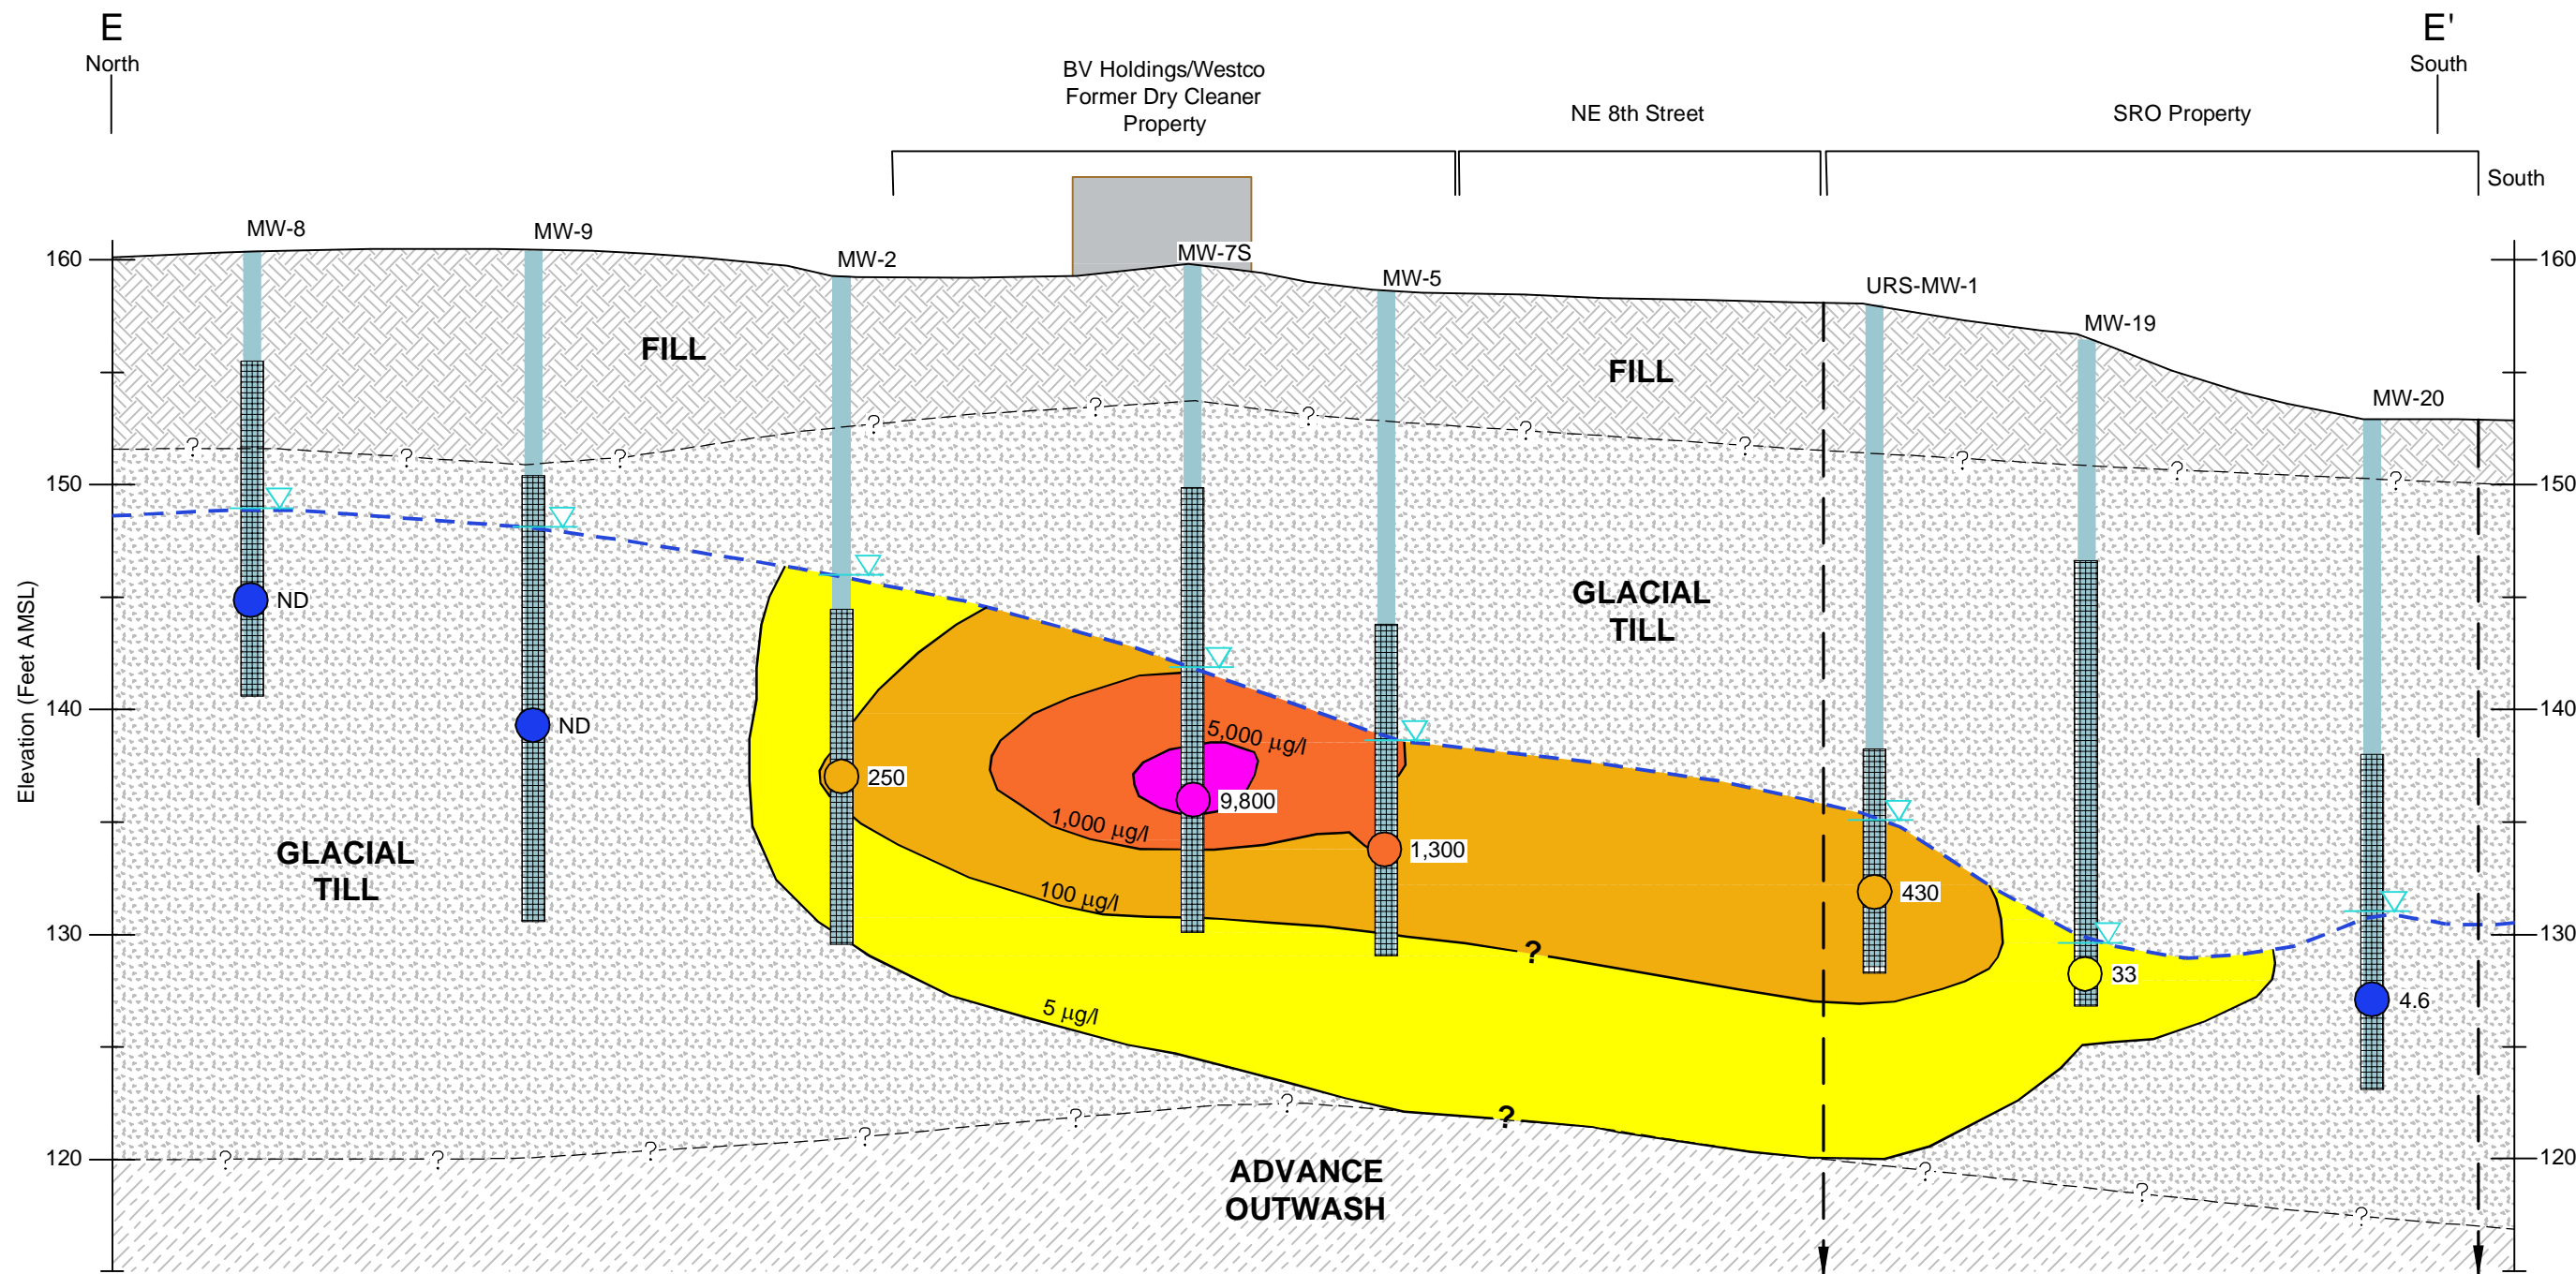 E
North
E'
South
BV Holdings/Westco
Former Dry Cleaner
Property
NE 8th Street
SRO Property
South
MW-8
MW-9
MW-2
MW-7S
MW-5
URS-MW-1
MW-19
MW-20
160
160
FILL
FILL
?
?
?
?
?
?
?
?
?
?
?
150
150
GLACIAL
TILL
ND
ND
Elevation (Feet AMSL)
140
140
5,000 µg/l
250
9,800
1,000 µg/l
1,300
GLACIAL
TILL
100 µg/l
430
130
130
?
33
4.6
5 µg/l
?
?
?
?
?
?
?
?
?
?
120
120
ADVANCE
OUTWASH